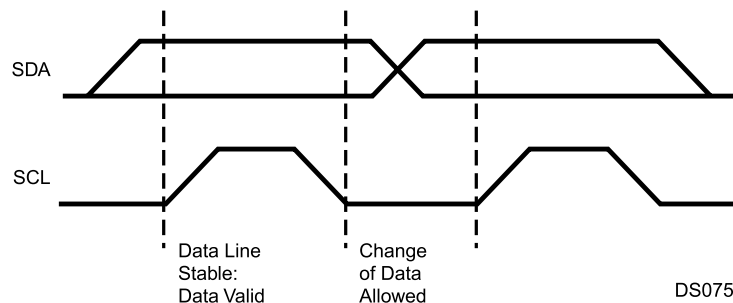 SDA
SCL
Data Line
Stable:
Data Valid
Change
of Data
Allowed
DS075